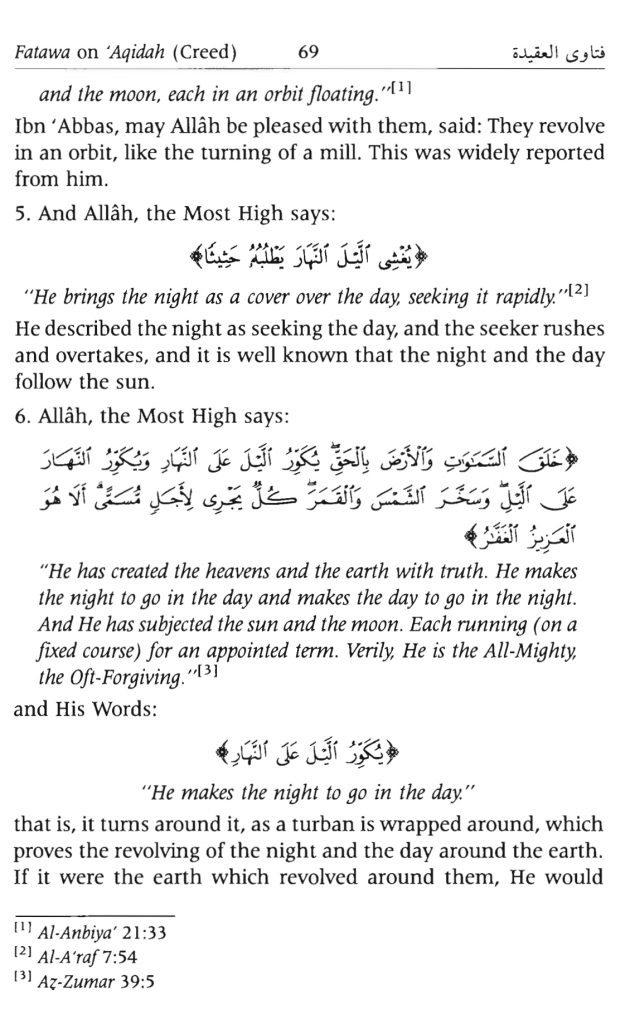 Fatawa on ‘Aqidah (Creed) 69 فتاوى العقيدة
and the moon, each in an orbit floating.”[1]
Ibn ‘Abbas, may Allâh be pleased with them, said: They revolve
in an orbit, like the turning of a mill. This was widely reported
from him.
5. And Allâh, the Most High says:
﴿يُغْشِى ٱلَّيْلَ ٱلنَّهَارَ يَطْلُبُهُۥ حَثِيثًا﴾
“He brings the night as a cover over the day, seeking it rapidly.”[2]
He described the night as seeking the day, and the seeker rushes
and overtakes, and it is well known that the night and the day
follow the sun.
6. Allâh, the Most High says:
﴿خَلَقَ ٱلسَّمَـٰوَٰتِ وَٱلْأَرْضَ بِٱلْحَقِّ ۖ يُكَوِّرُ ٱلَّيْلَ عَلَى ٱلنَّهَارِ وَيُكَوِّرُ ٱلنَّهَارَ
عَلَى ٱلَّيْلِ ۖ وَسَخَّرَ ٱلشَّمْسَ وَٱلْقَمَرَ ۖ كُلٌّ يَجْرِى لِأَجَلٍ مُّسَمًّى ۗ أَلَا هُوَ
ٱلْعَزِيزُ ٱلْغَفَّـٰرُ﴾
“He has created the heavens and the earth with truth. He makes
the night to go in the day and makes the day to go in the night.
And He has subjected the sun and the moon. Each running (on a
fixed course) for an appointed term. Verily, He is the All-Mighty,
the Oft-Forgiving.”[3]
and His Words:
﴿يُكَوِّرُ ٱلَّيْلَ عَلَى ٱلنَّهَارِ﴾
“He makes the night to go in the day.”
that is, it turns around it, as a turban is wrapped around, which
proves the revolving of the night and the day around the earth.
If it were the earth which revolved around them, He would
[1] Al-Anbiya’ 21:33
[2] Al-A‘raf 7:54
[3] Az-Zumar 39:5